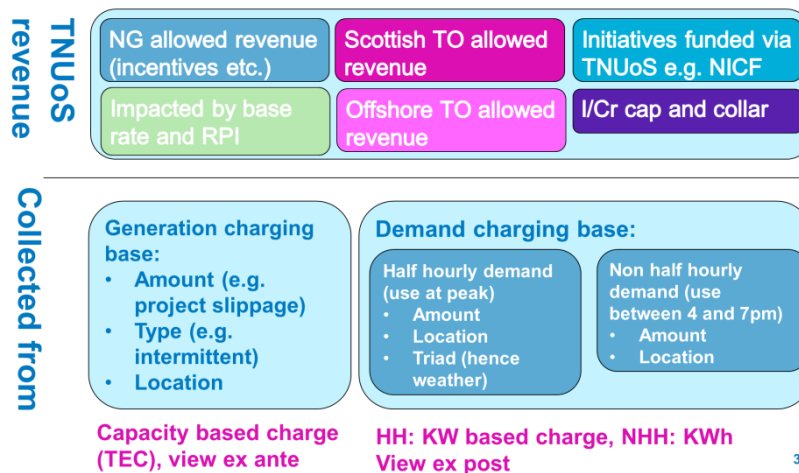 TNUoS
revenue
NG allowed revenue
(incentives etc.)
Scottish TO allowed
revenue
Initiatives funded via
TNUoS e.g. NICF
Impacted by base
rate and RPI
Offshore TO allowed
revenue
I/Cr cap and collar
Collected from
Generation charging
base:
• Amount (e.g.
project slippage)
• Type (e.g.
intermittent)
• Location
Demand charging base:
Half hourly demand
(use at peak)
• Amount
• Location
• Triad (hence
weather)
Non half hourly
demand (use
between 4 and 7pm)
• Amount
• Location
Capacity based charge
(TEC), view ex ante
HH: KW based charge, NHH: KWh
View ex post
3